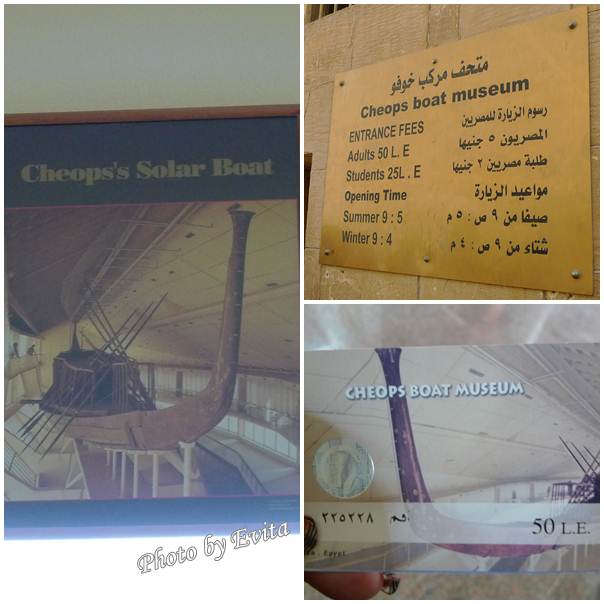 Cheops's Solar Boat
Photo by Evita
متحف مركب خوفو
Cheops boat museum
ENTRANCE FEES
Adults 50 L. E
Students 25L . E
Opening Time
Summer 9 : 5
Winter 9 : 4
رسوم الزيارة للمصريين
المصريون ٥ جنيها
طلبة مصريين ٢ جنيها
مواعيد الزيارة
صيفا من ٩ ص : ٥ م
شتاء من ٩ ص : ٤ م
CHEOPS BOAT MUSEUM
رقم ٢٢٥٢٢٨
50 L.E.
Egypt